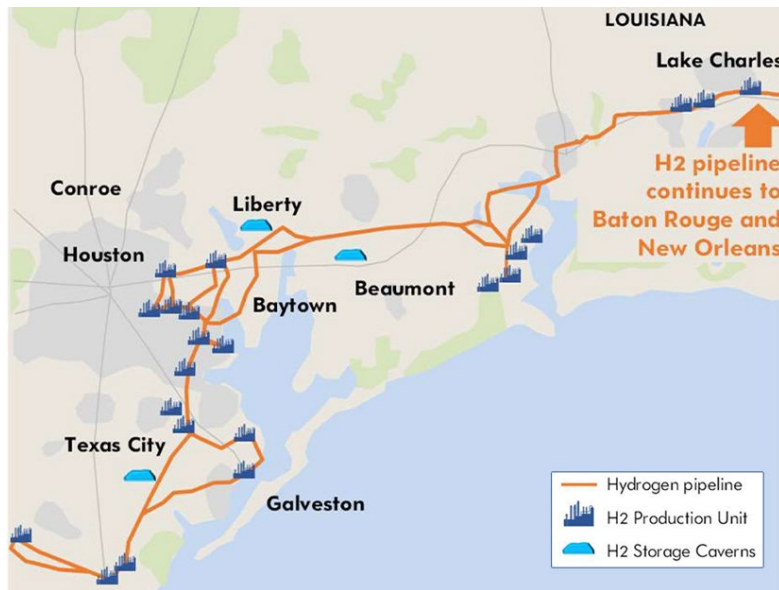 LOUISIANA
Lake Charles
H2 pipeline
continues to
Baton Rouge and
New Orleans
Conroe
Liberty
Houston
Beaumont
Baytown
Texas City
Galveston
Hydrogen pipeline
H2 Production Unit
H2 Storage Caverns